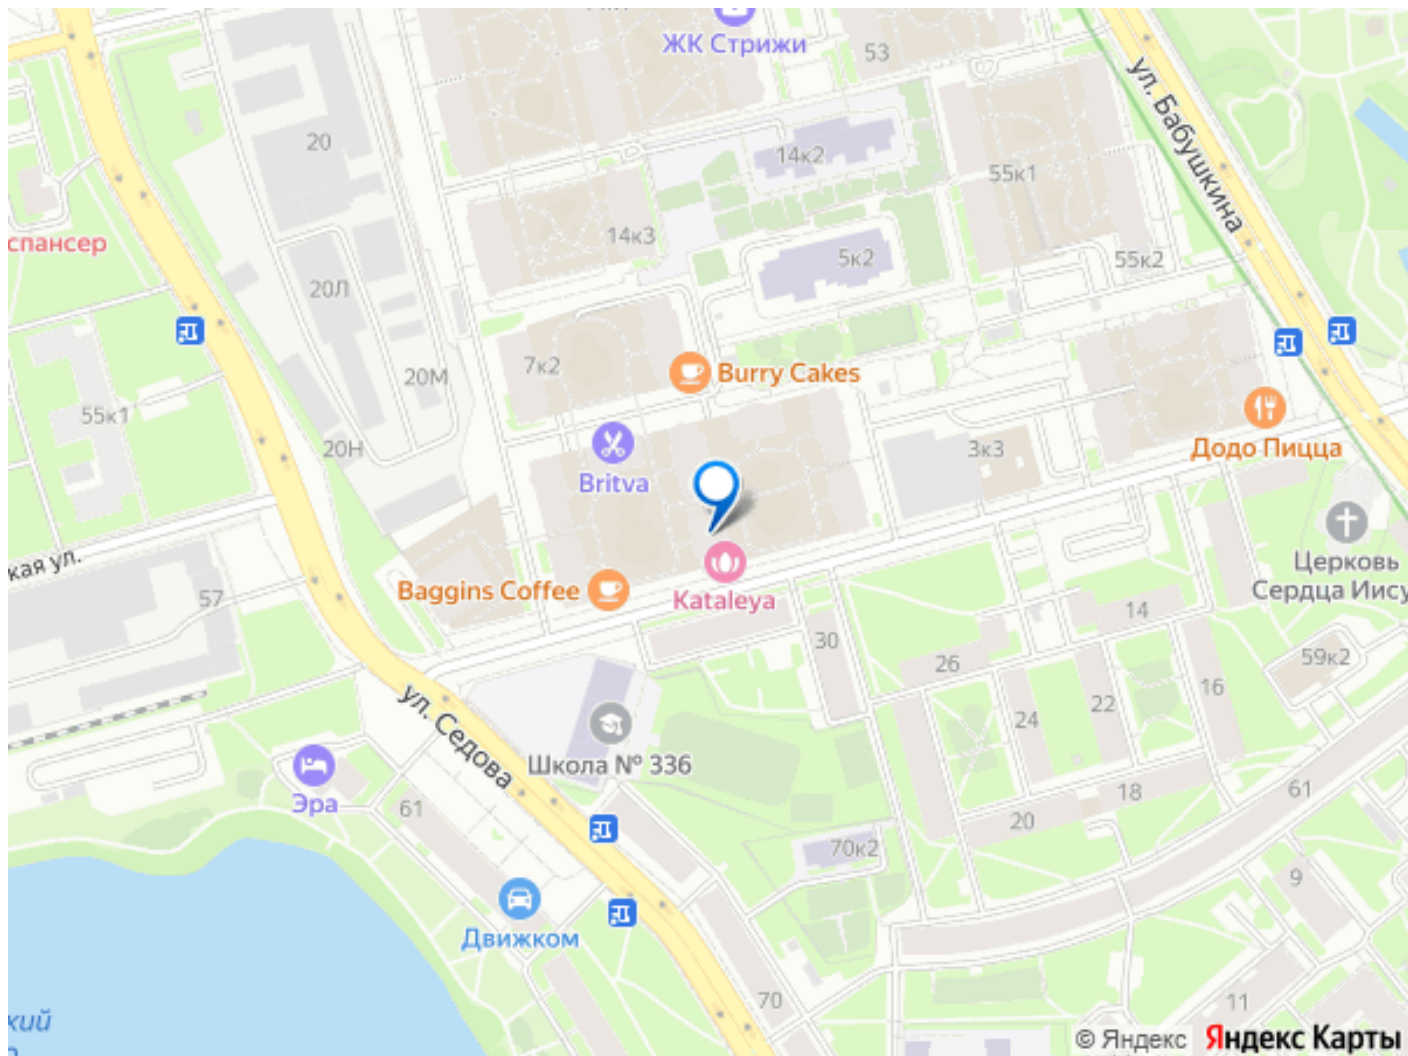 ЖК Стрижи
53
ул. Бабушкина
20
14к2
55к1
14к3
спансер
5к2
55к2
20Л
7к2
20М
Burry Cakes
55к1
20Н
Britva
3к3
Додо Пицца
кая ул.
57
Baggins Coffee
Kataleya
Церковь
Сердца Иису
14
30
26
59к2
16
22
24
ул. Седова
Школа № 336
Эра
61
18
61
20
70к2
9
Движком
70
11
кий
© Яндекс
Яндекс Карты